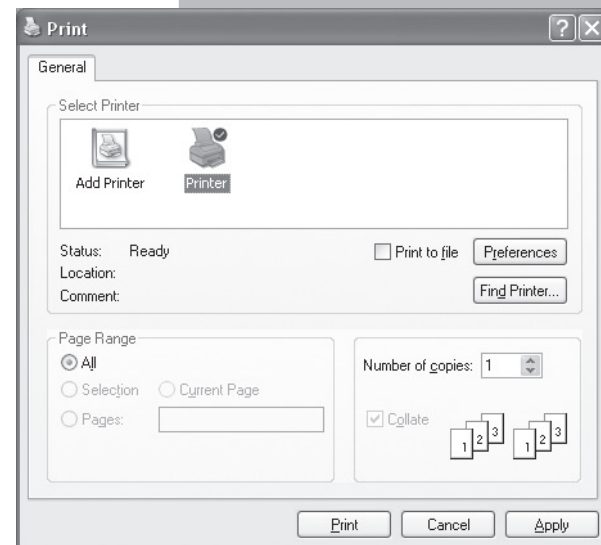 Print
General
Select Printer
Add Printer
Printer
Status: Ready
Print to file
Preferences
Location:
Comment:
Find Printer...
Page Range
All
Selection
Current Page
Pages:
Number of copies: 1
Collate
1 2 3 1 2 3
Print
Cancel
Apply